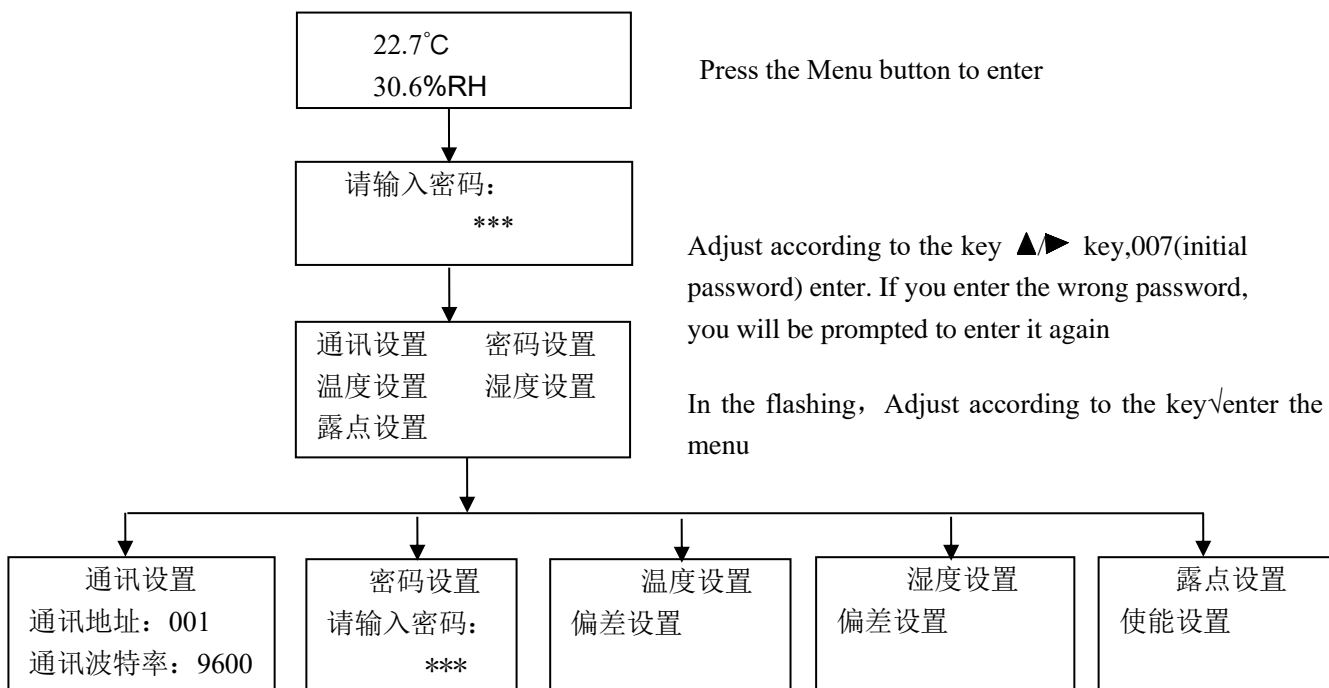 22.7℃
30.6%RH
Press the Menu button to enter
请输入密码：
***
Adjust according to the key ▲/▶ key,007(initial
password) enter. If you enter the wrong password,
you will be prompted to enter it again
通讯设置 密码设置
温度设置 湿度设置
露点设置
In the flashing，Adjust according to the key√enter the
menu
通讯设置
通讯地址：001
通讯波特率：9600
密码设置
请输入密码：
***
温度设置
偏差设置
湿度设置
偏差设置
露点设置
使能设置